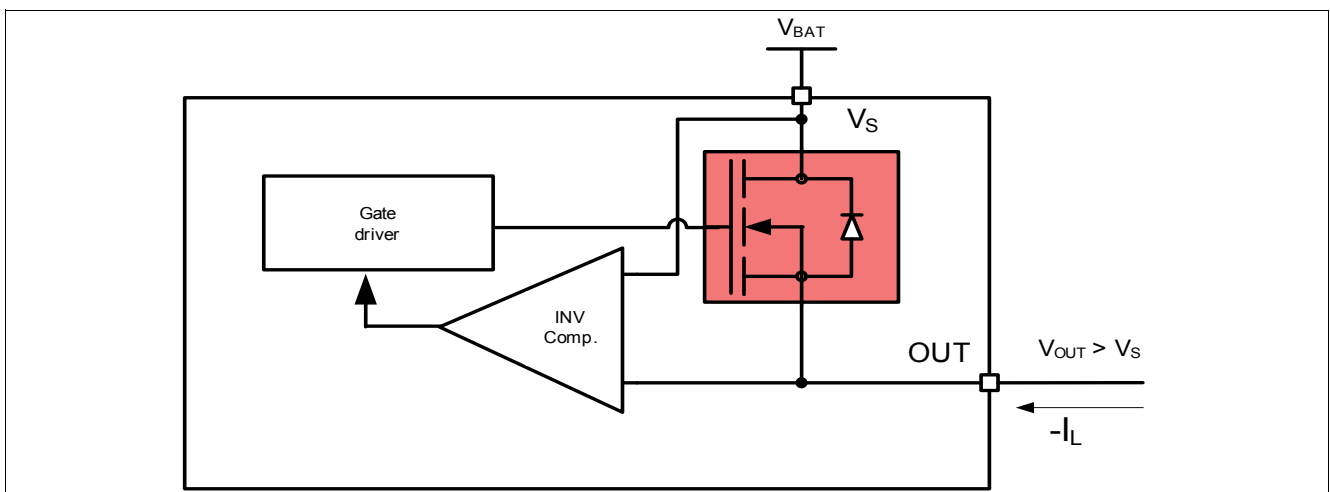 VBAT
VS
Gate
driver
INV
Comp.
OUT
VOUT > VS
-IL